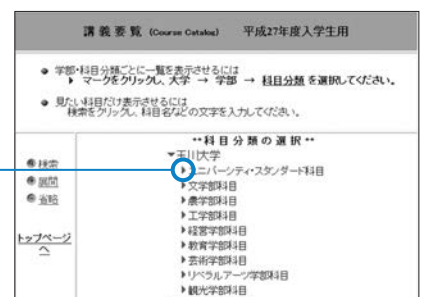 講義要覧 (Course Catalog) 平成27年度入学生用
● 学部・科目分類ごとに一覧を表示させるには
▶ マークをクリックし、大学 → 学部 → 科目分類 を選択してください。
● 見たい科目だけ表示させるには
検索をクリックし、科目名などの文字を入力してください。
**科目分類の選択**
▼玉川大学
▶ユニバーシティ・スタンダード科目
▶文学部科目
▶農学部科目
▶工学部科目
▶経営学部科目
▶教育学部科目
▶芸術学部科目
▶リベラルアーツ学部科目
▶観光学部科目
検索
展開
省略
トップページへ